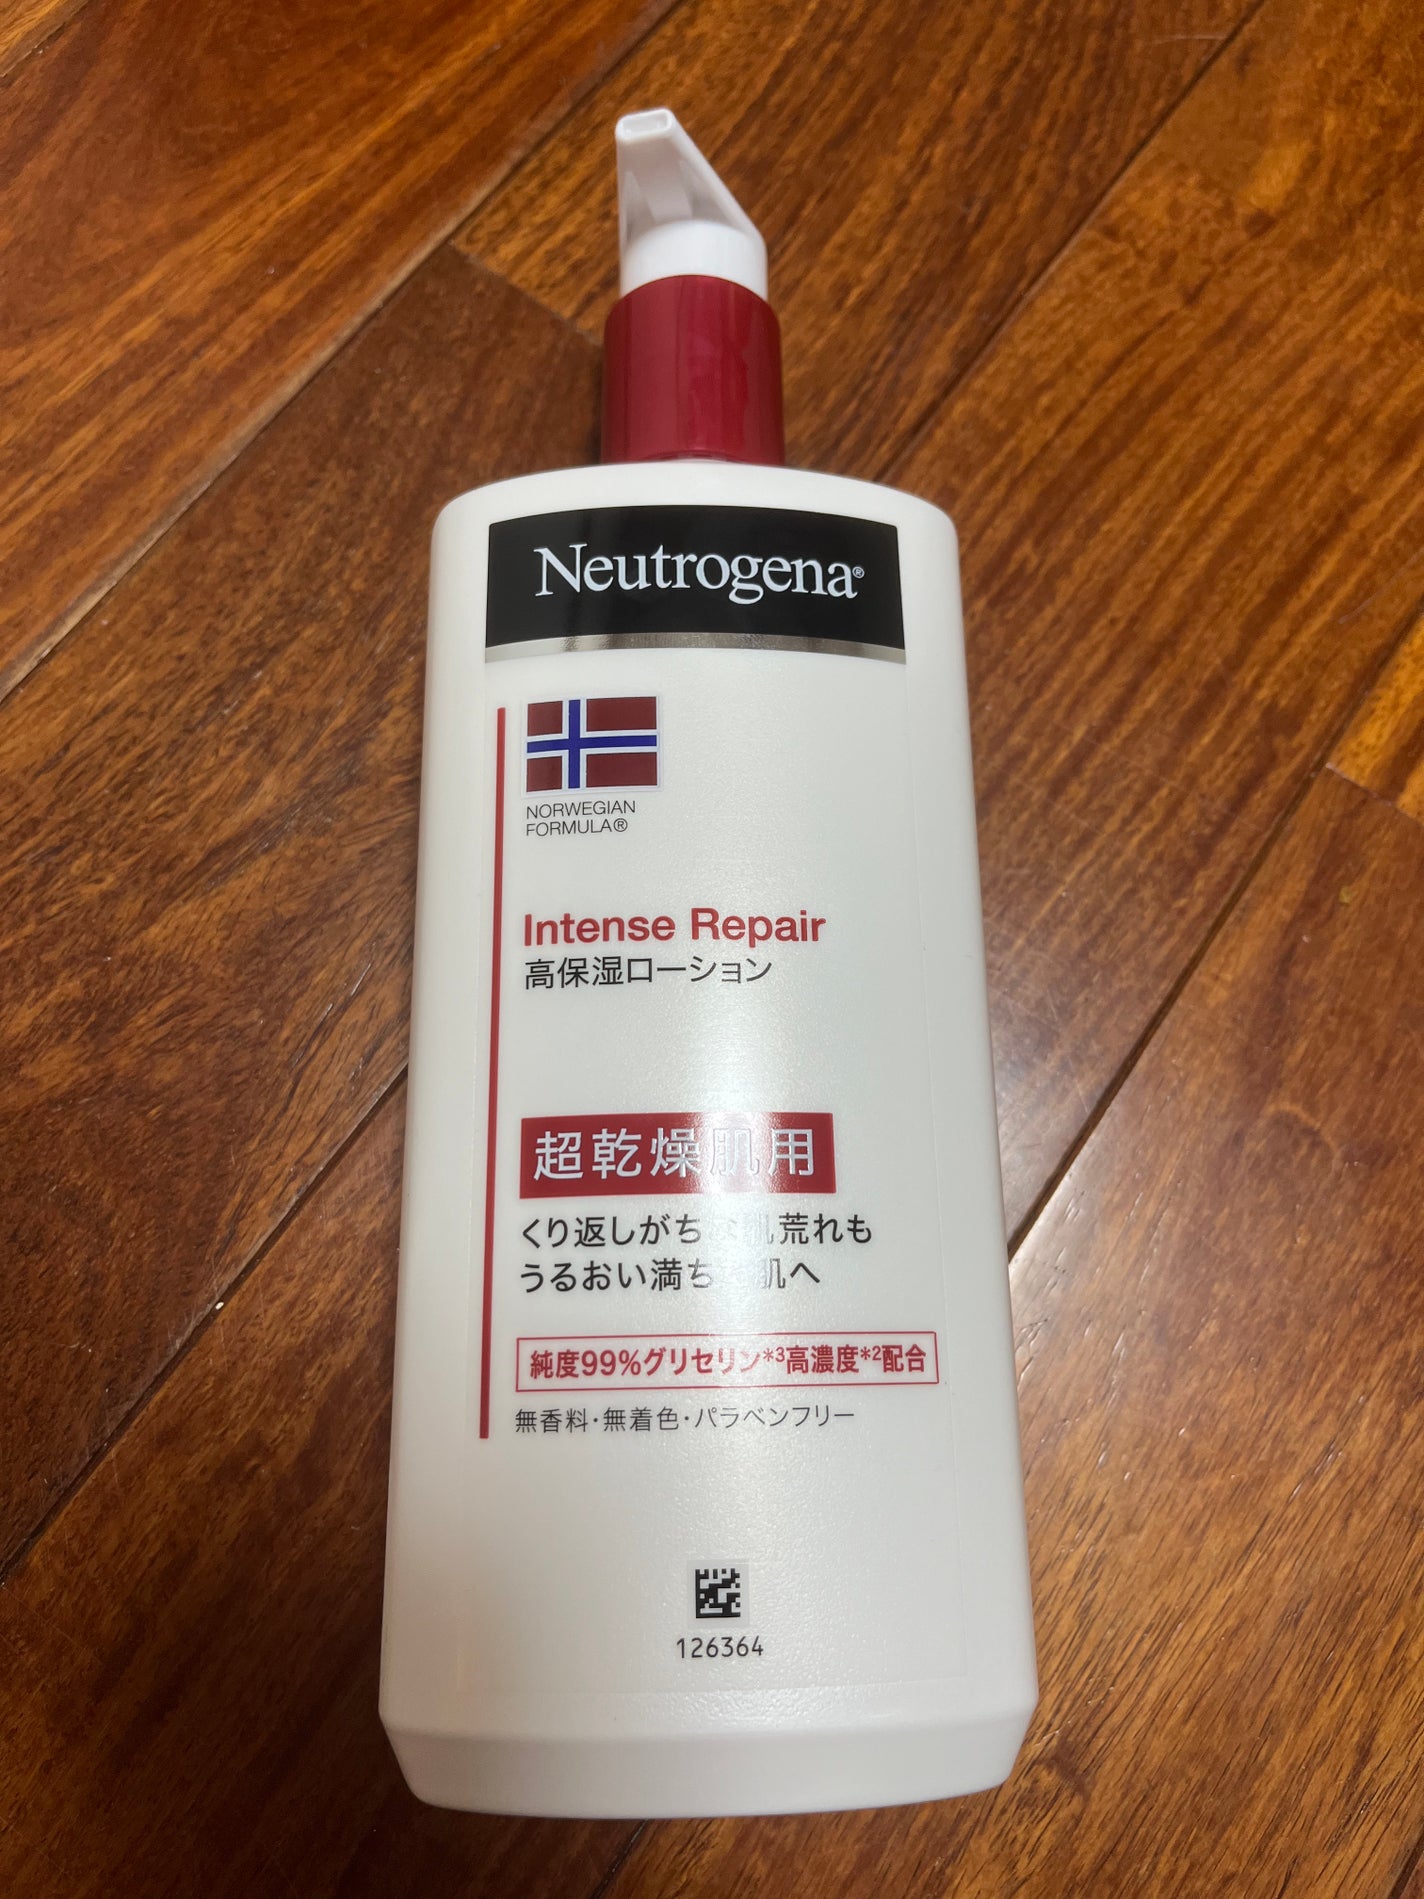 Neutrogena®
NORWEGIAN
FORMULA®
Intense Repair
高保湿ローション
超乾燥肌用
くり返しがちな肌荒れも
うるおい満ちる肌へ
純度99%グリセリン*3高濃度*2配合
無香料・無着色・パラベンフリー
126364